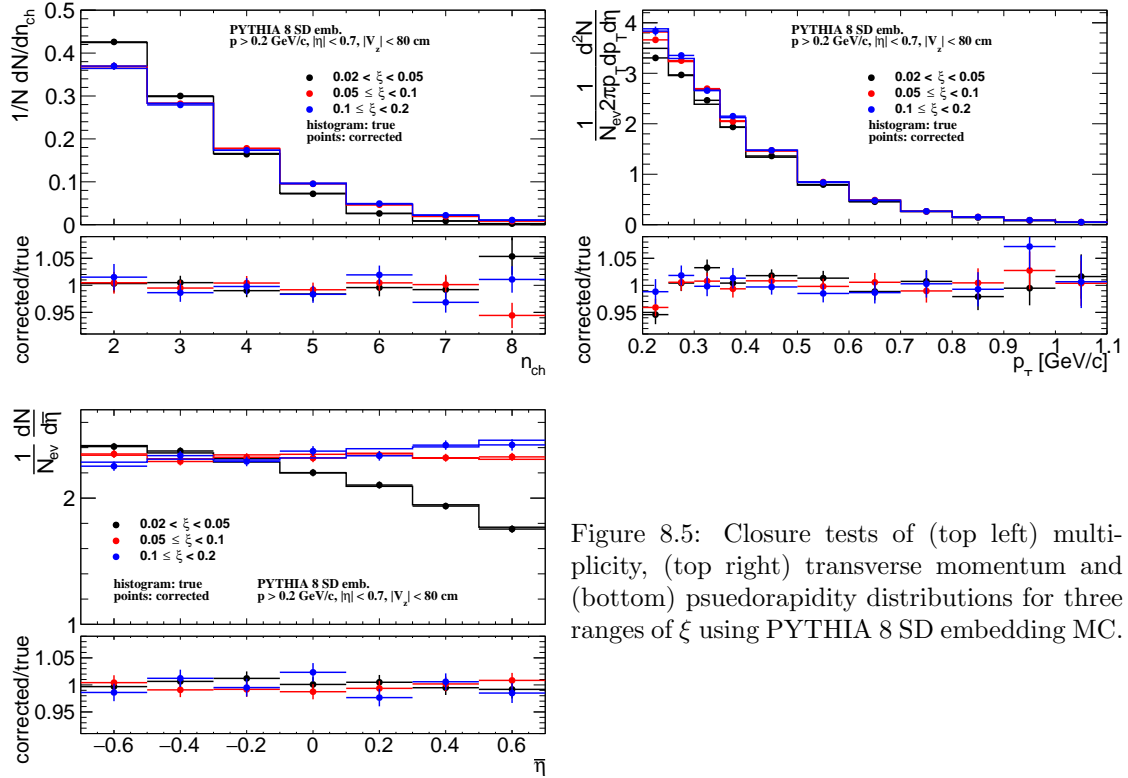 PYTHIA 8 SD emb.
p > 0.2 GeV/c, |η| < 0.7, |V_z| < 80 cm
1/N dN/dn_ch
0.4
0.3
0.2
0.1
0
0.02 < ξ < 0.05
0.05 ≤ ξ < 0.1
0.1 ≤ ξ < 0.2
histogram: true
points: corrected
corrected/true
1.05
1
0.95
2 3 4 5 6 7 8
n_ch
PYTHIA 8 SD emb.
p > 0.2 GeV/c, |η| < 0.7, |V_z| < 80 cm
1/N_ev 1/2πp_T d²N/dp_T dη
4
3
2
1
0
0.02 < ξ < 0.05
0.05 ≤ ξ < 0.1
0.1 ≤ ξ < 0.2
histogram: true
points: corrected
corrected/true
1.05
1
0.95
0.2 0.3 0.4 0.5 0.6 0.7 0.8 0.9 1 1.1
p_T [GeV/c]
1/N_ev dN/dη̅
2
1
0.02 < ξ < 0.05
0.05 ≤ ξ < 0.1
0.1 ≤ ξ < 0.2
histogram: true
points: corrected
PYTHIA 8 SD emb.
p > 0.2 GeV/c, |η| < 0.7, |V_z| < 80 cm
corrected/true
1.05
1
0.95
−0.6 −0.4 −0.2 0 0.2 0.4 0.6
η̅
Figure 8.5: Closure tests of (top left) multi-
plicity, (top right) transverse momentum and
(bottom) psuedorapidity distributions for three
ranges of ξ using PYTHIA 8 SD embedding MC.